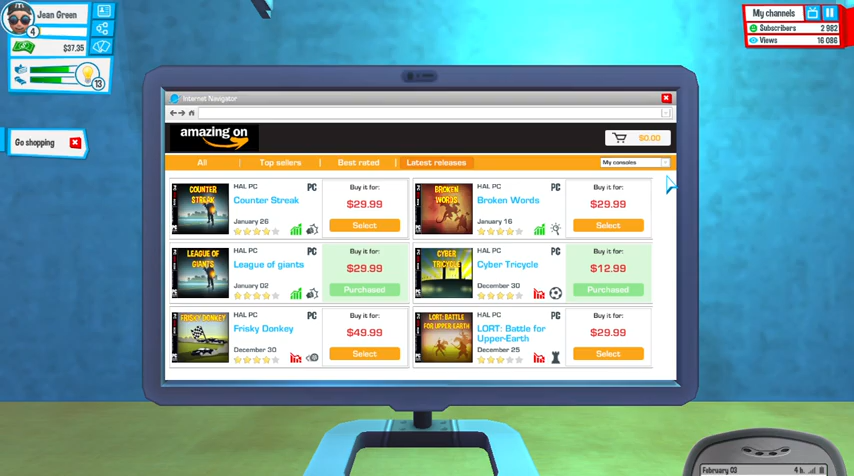 Jean Green
4
$37.35
13
Go shopping
My channels
Subscribers 2 982
Views 16 086
Internet Navigator
amazing on
$0.00
All | Top sellers | Best rated | Latest releases
My consoles
COUNTER STREAK
HAL PC
PC
Counter Streak
January 26
Buy it for:
$29.99
Select
BROKEN WORDS
HAL PC
PC
Broken Words
January 16
Buy it for:
$29.99
Select
LEAGUE OF GIANTS
HAL PC
PC
League of giants
January 02
Buy it for:
$29.99
Purchased
CYBER TRICYCLE
HAL PC
PC
Cyber Tricycle
December 30
Buy it for:
$12.99
Purchased
FRISKY DONKEY
HAL PC
PC
Frisky Donkey
December 30
Buy it for:
$49.99
Select
LORT: BATTLE
FOR UPPER-EARTH
HAL PC
PC
LORT: Battle for
Upper-Earth
December 25
Buy it for:
$29.99
Select
February 03
4 h.